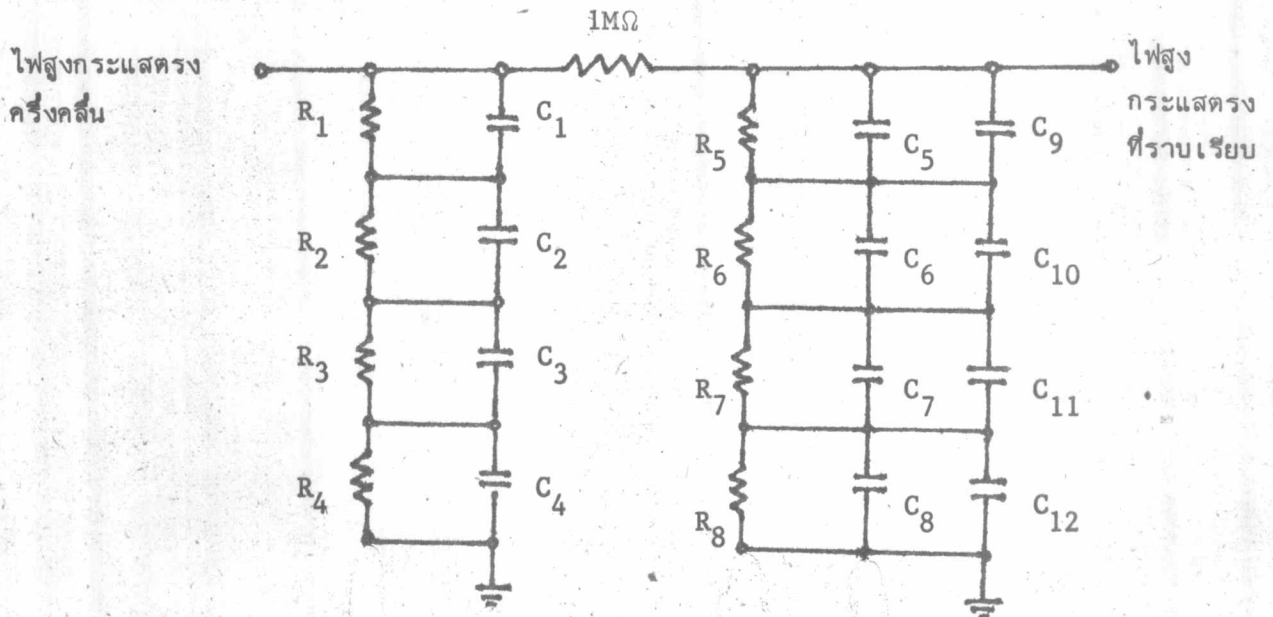 1MΩ
ไฟสูงกระแสตรง
ครึ่งคลื่น
ไฟสูง
กระแสตรง
ที่ราบเรียบ
R1
C1
R5
C5
C9
R2
C2
R6
C6
C10
R3
C3
R7
C7
C11
R4
C4
R8
C8
C12